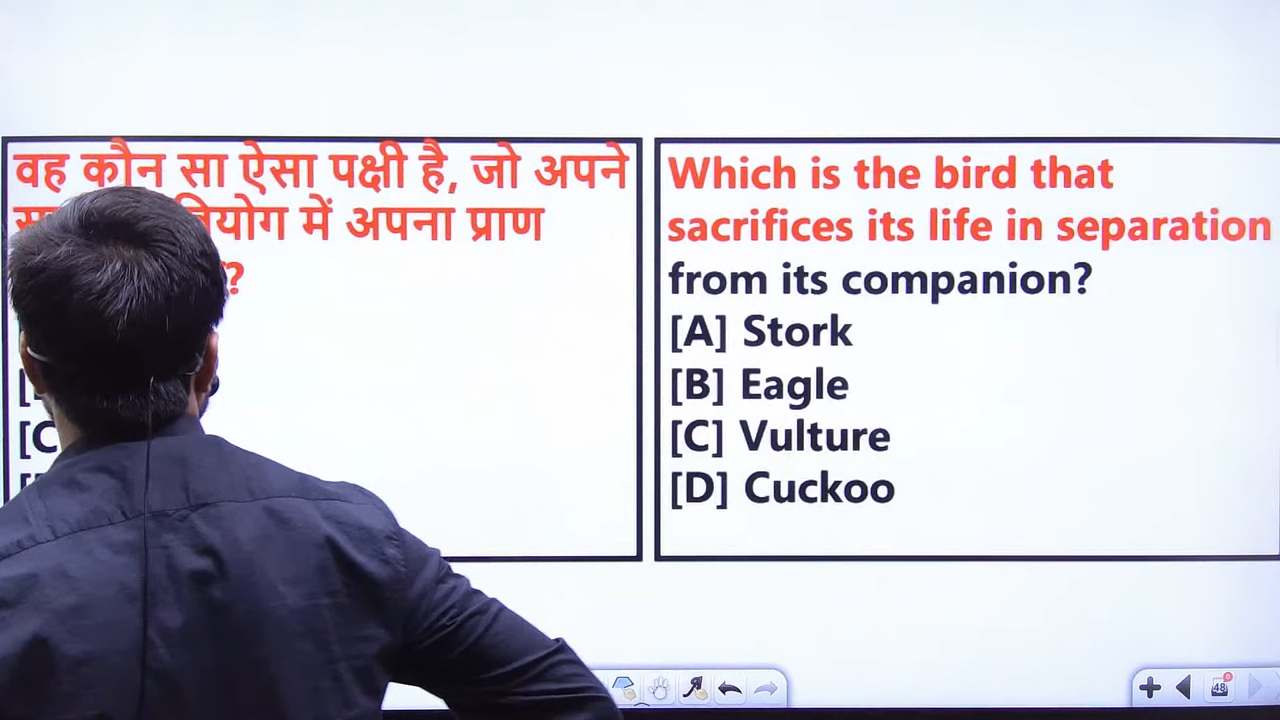 वह कौन सा ऐसा पक्षी है, जो अपने
में अपना प्राण
?
[C
Which is the bird that
sacrifices its life in separation
from its companion?
[A] Stork
[B] Eagle
[C] Vulture
[D] Cuckoo
48